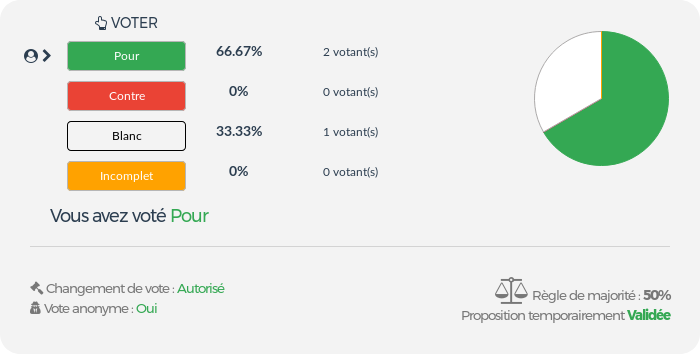 VOTER
Pour 66.67% 2 votant(s)
Contre 0% 0 votant(s)
Blanc 33.33% 1 votant(s)
Incomplet 0% 0 votant(s)
Vous avez voté Pour
Changement de vote : Autorisé
Vote anonyme : Oui
Règle de majorité : 50%
Proposition temporairement Validée